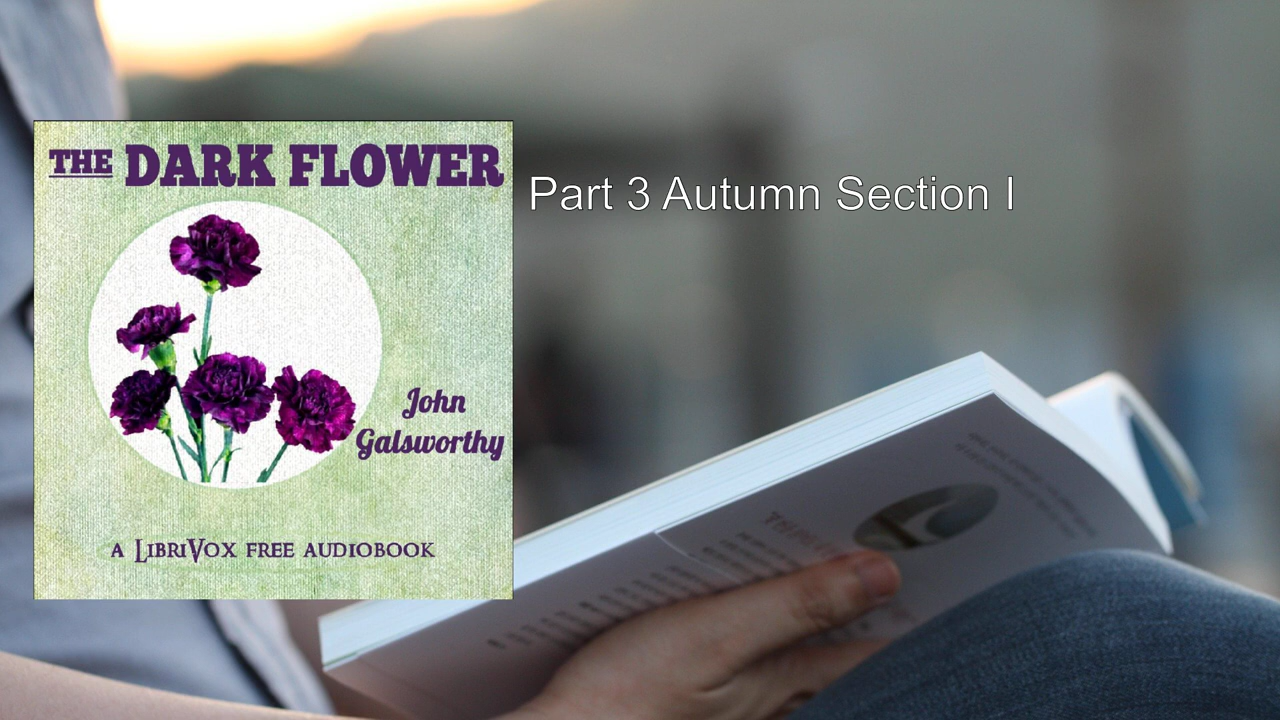 THE DARK FLOWER
Part 3 Autumn Section I
John
Galsworthy
A LIBRIVOX FREE AUDIOBOOK